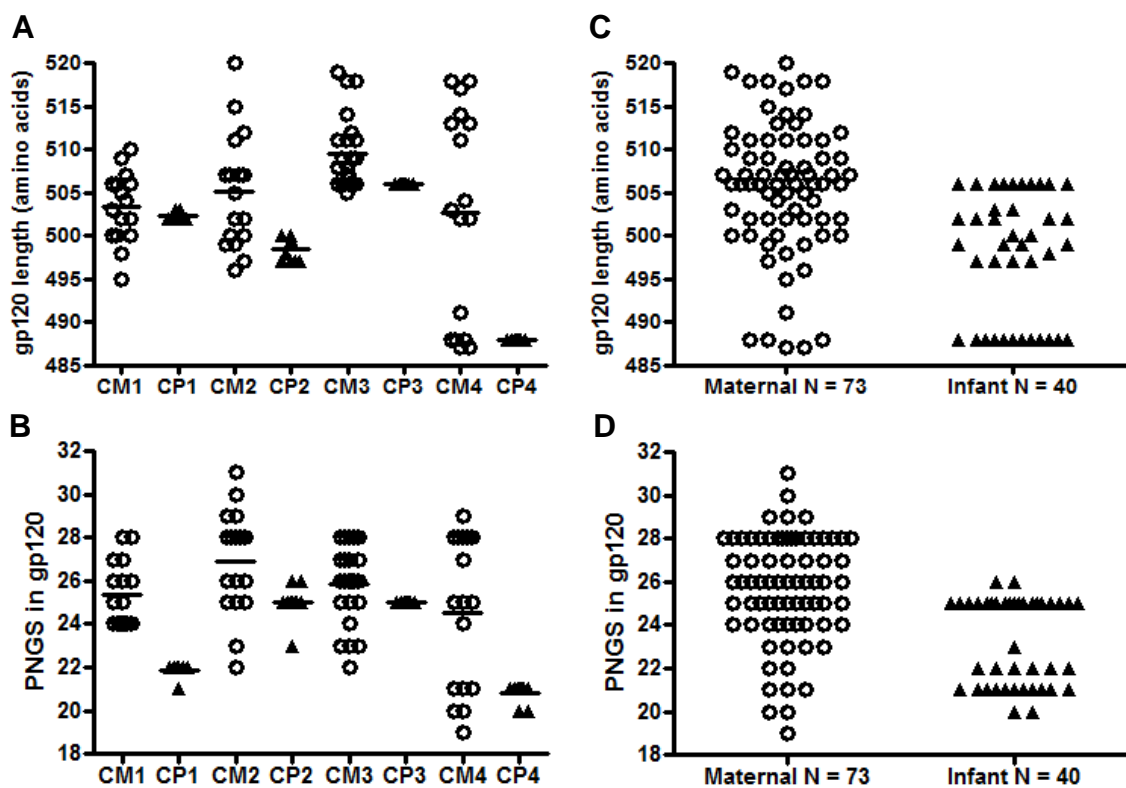 A
gp120 length (amino acids)
520
515
510
505
500
495
490
485
CM1 CP1 CM2 CP2 CM3 CP3 CM4 CP4
C
gp120 length (amino acids)
520
515
510
505
500
495
490
485
Maternal N = 73 Infant N = 40
B
PNGS in gp120
32
30
28
26
24
22
20
18
CM1 CP1 CM2 CP2 CM3 CP3 CM4 CP4
D
PNGS in gp120
32
30
28
26
24
22
20
18
Maternal N = 73 Infant N = 40